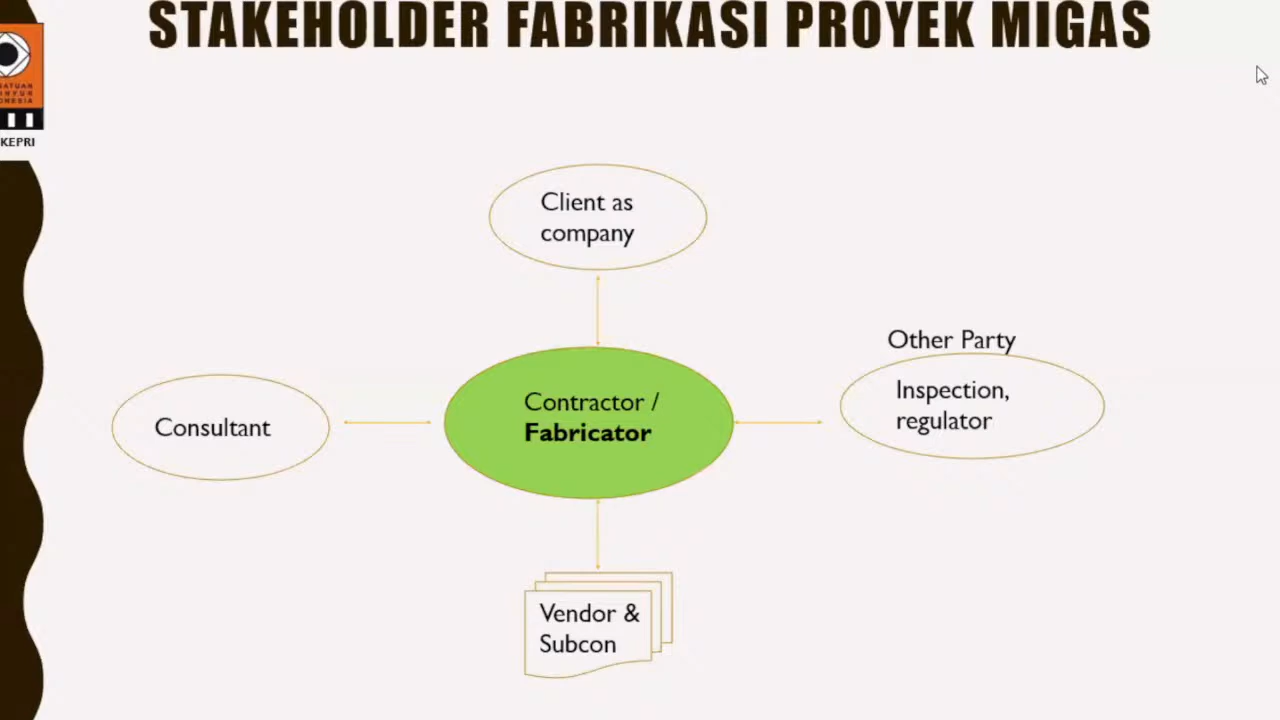 STAKEHOLDER FABRIKASI PROYEK MIGAS
KEPRI
Client as
company
Other Party
Inspection,
regulator
Consultant
Contractor /
Fabricator
Vendor &
Subcon